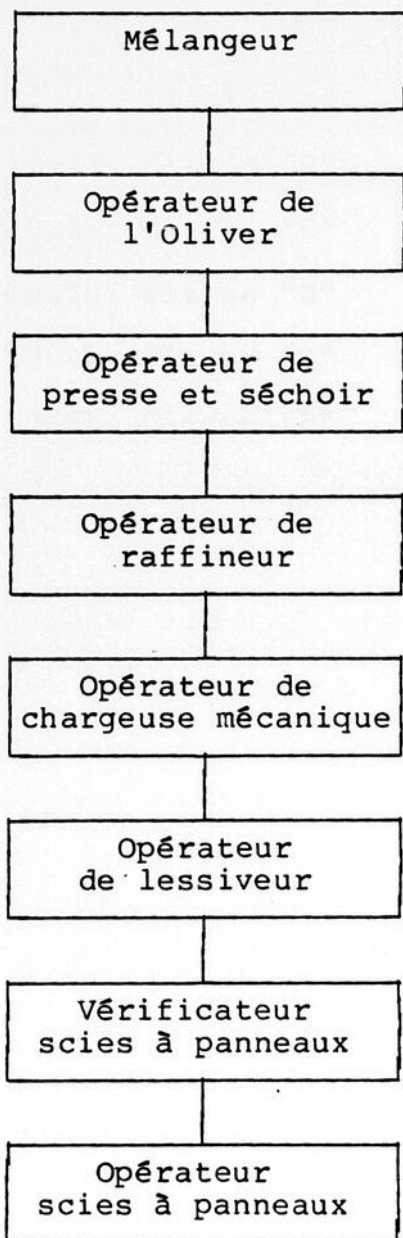 Mélangeur
Opérateur de
l'Oliver
Opérateur de
presse et séchoir
Opérateur de
raffineur
Opérateur de
chargeuse mécanique
Opérateur
de lessiveur
Vérificateur
scies à panneaux
Opérateur
scies à panneaux